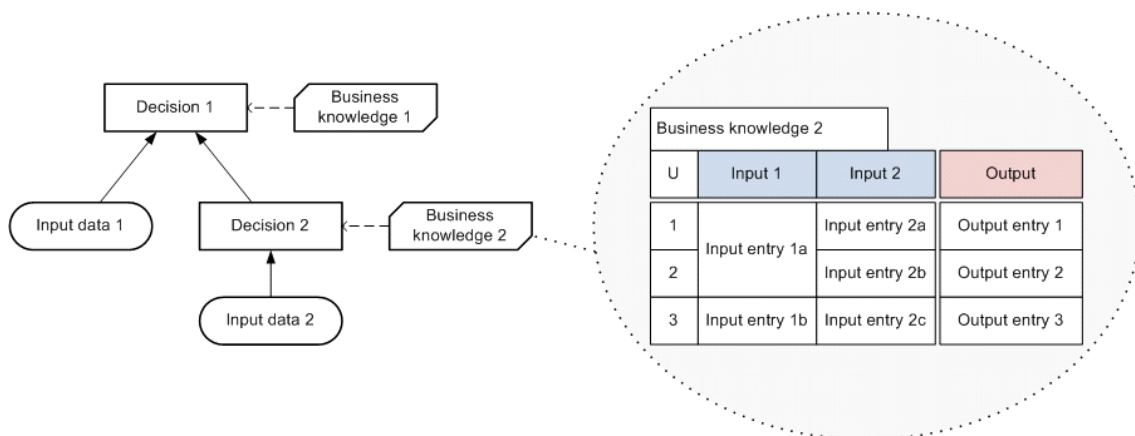 Decision 1
Business
knowledge 1
Input data 1
Decision 2
Business
knowledge 2
Input data 2
Business knowledge 2
U Input 1 Input 2 Output
1 Input entry 1a Input entry 2a Output entry 1
2 Input entry 2b Output entry 2
3 Input entry 1b Input entry 2c Output entry 3